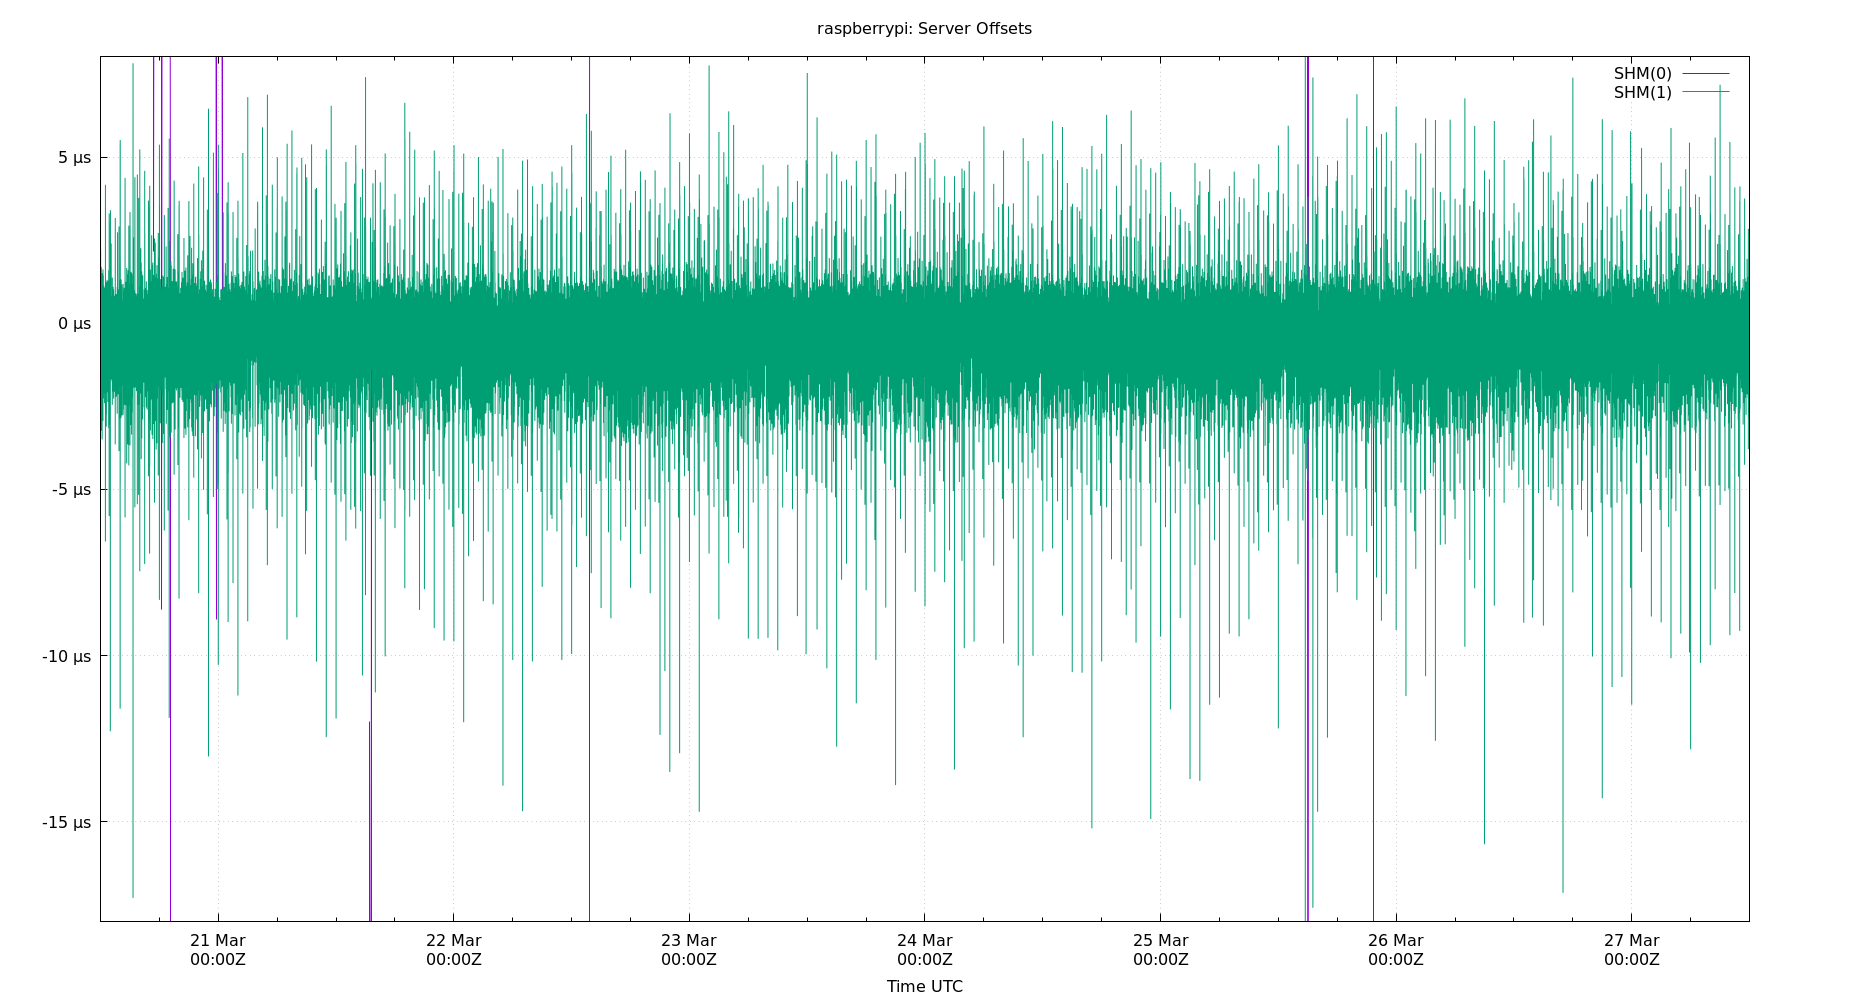 raspberrypi: Server Offsets
SHM(0)
SHM(1)
5 µs
0 µs
-5 µs
-10 µs
-15 µs
21 Mar 22 Mar 23 Mar 24 Mar 25 Mar 26 Mar 27 Mar
00:00Z 00:00Z 00:00Z 00:00Z 00:00Z 00:00Z 00:00Z
Time UTC